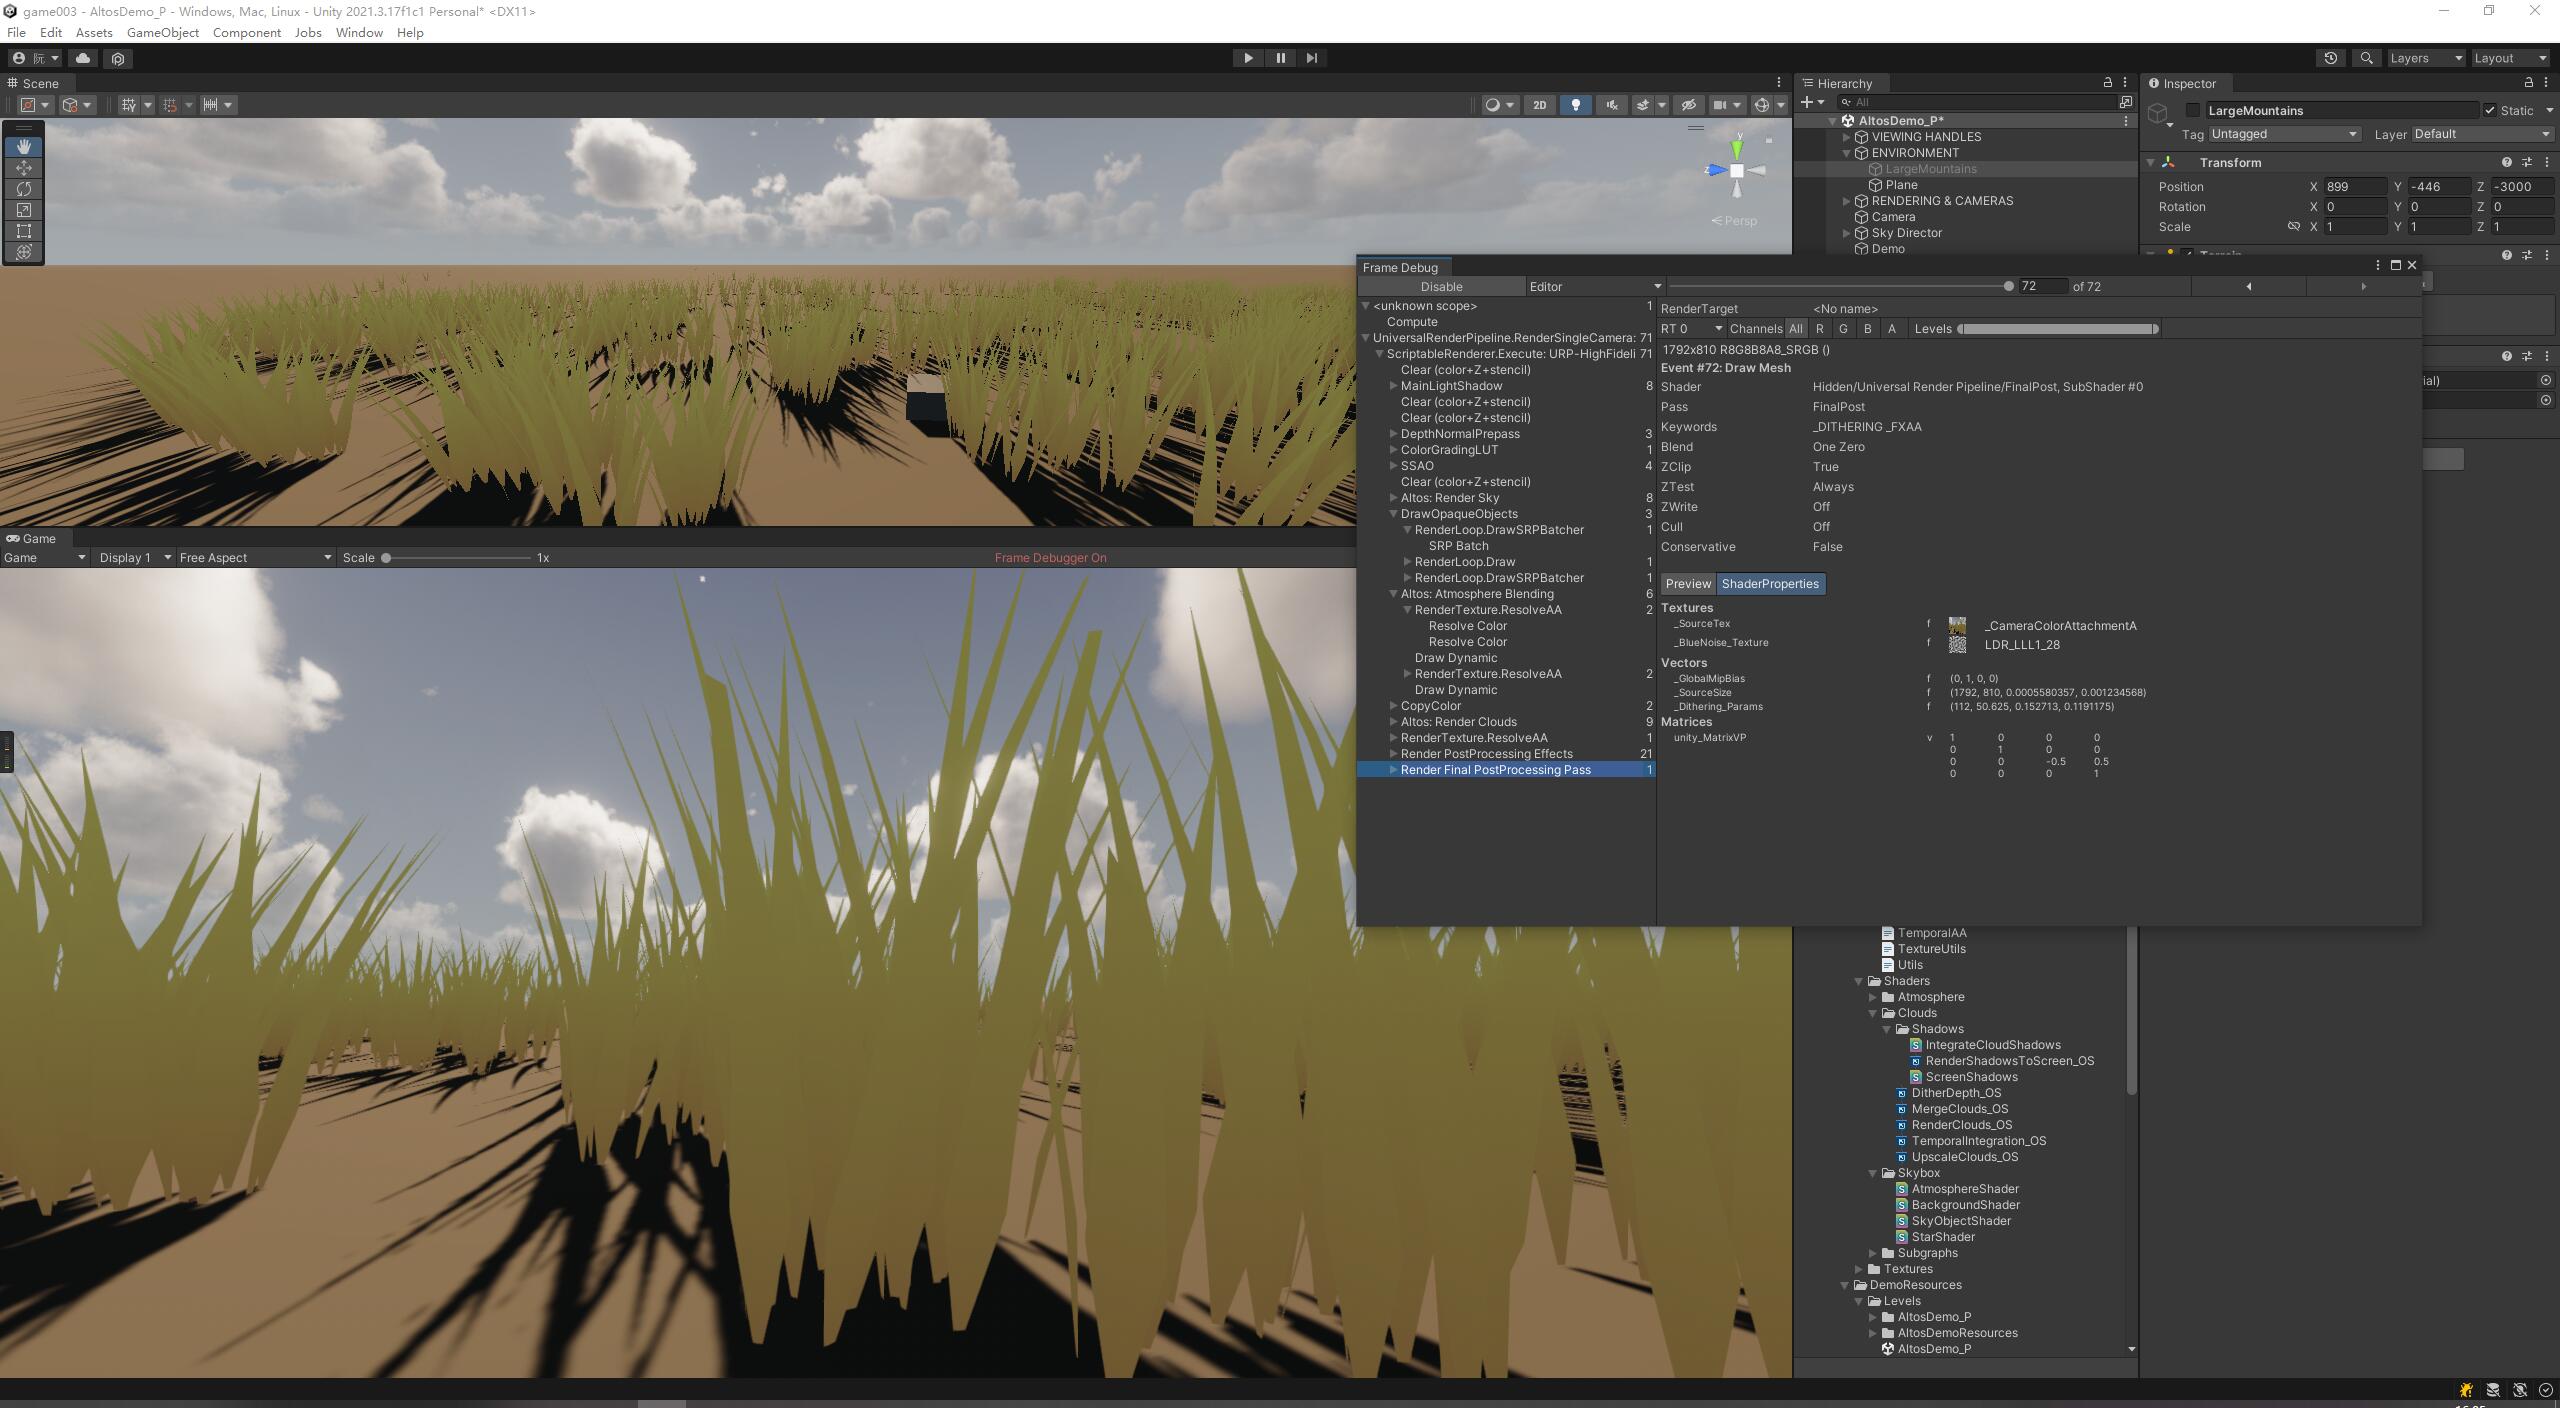 game003 - AltosDemo_P - Windows, Mac, Linux - Unity 2021.3.17f1c1 Personal* <DX11>
File Edit Assets GameObject Component Jobs Window Help
阮
Layers Layout
Scene
2D
y
z
Persp
Game
Game Display 1 Free Aspect Scale 1x Frame Debugger On
Hierarchy
All
AltosDemo_P*
VIEWING HANDLES
ENVIRONMENT
LargeMountains
Plane
RENDERING & CAMERAS
Camera
Sky Director
Demo
Inspector
LargeMountains Static
Tag Untagged Layer Default
Transform
Position X 899 Y -446 Z -3000
Rotation X 0 Y 0 Z 0
Scale X 1 Y 1 Z 1
Frame Debug
Disable Editor 72 of 72
<unknown scope> 1
Compute
UniversalRenderPipeline.RenderSingleCamera: 71
ScriptableRenderer.Execute: URP-HighFideli 71
Clear (color+Z+stencil)
MainLightShadow 8
Clear (color+Z+stencil)
Clear (color+Z+stencil)
DepthNormalPrepass 3
ColorGradingLUT 1
SSAO 4
Clear (color+Z+stencil)
Altos: Render Sky 8
DrawOpaqueObjects 3
RenderLoop.DrawSRPBatcher 1
SRP Batch
RenderLoop.Draw 1
RenderLoop.DrawSRPBatcher 1
Altos: Atmosphere Blending 6
RenderTexture.ResolveAA 2
Resolve Color
Resolve Color
Draw Dynamic
RenderTexture.ResolveAA 2
Draw Dynamic
CopyColor 2
Altos: Render Clouds 9
RenderTexture.ResolveAA 1
Render PostProcessing Effects 21
Render Final PostProcessing Pass 1
RenderTarget <No name>
RT 0 Channels All R G B A Levels
1792x810 R8G8B8A8_SRGB ()
Event #72: Draw Mesh
Shader Hidden/Universal Render Pipeline/FinalPost, SubShader #0
Pass FinalPost
Keywords _DITHERING _FXAA
Blend One Zero
ZClip True
ZTest Always
ZWrite Off
Cull Off
Conservative False
Preview ShaderProperties
Textures
_SourceTex f _CameraColorAttachmentA
_BlueNoise_Texture f LDR_LLL1_28
Vectors
_GlobalMipBias f (0, 1, 0, 0)
_SourceSize f (1792, 810, 0.0005580357, 0.001234568)
_Dithering_Params f (112, 50.625, 0.152713, 0.1191175)
Matrices
unity_MatrixVP v 1 0 0 0
0 1 0 0
0 0 -0.5 0.5
0 0 0 1
ial)
TemporalAA
TextureUtils
Utils
Shaders
Atmosphere
Clouds
Shadows
IntegrateCloudShadows
RenderShadowsToScreen_OS
ScreenShadows
DitherDepth_OS
MergeClouds_OS
RenderClouds_OS
TemporalIntegration_OS
UpscaleClouds_OS
Skybox
AtmosphereShader
BackgroundShader
SkyObjectShader
StarShader
Subgraphs
Textures
DemoResources
Levels
AltosDemo_P
AltosDemoResources
AltosDemo_P